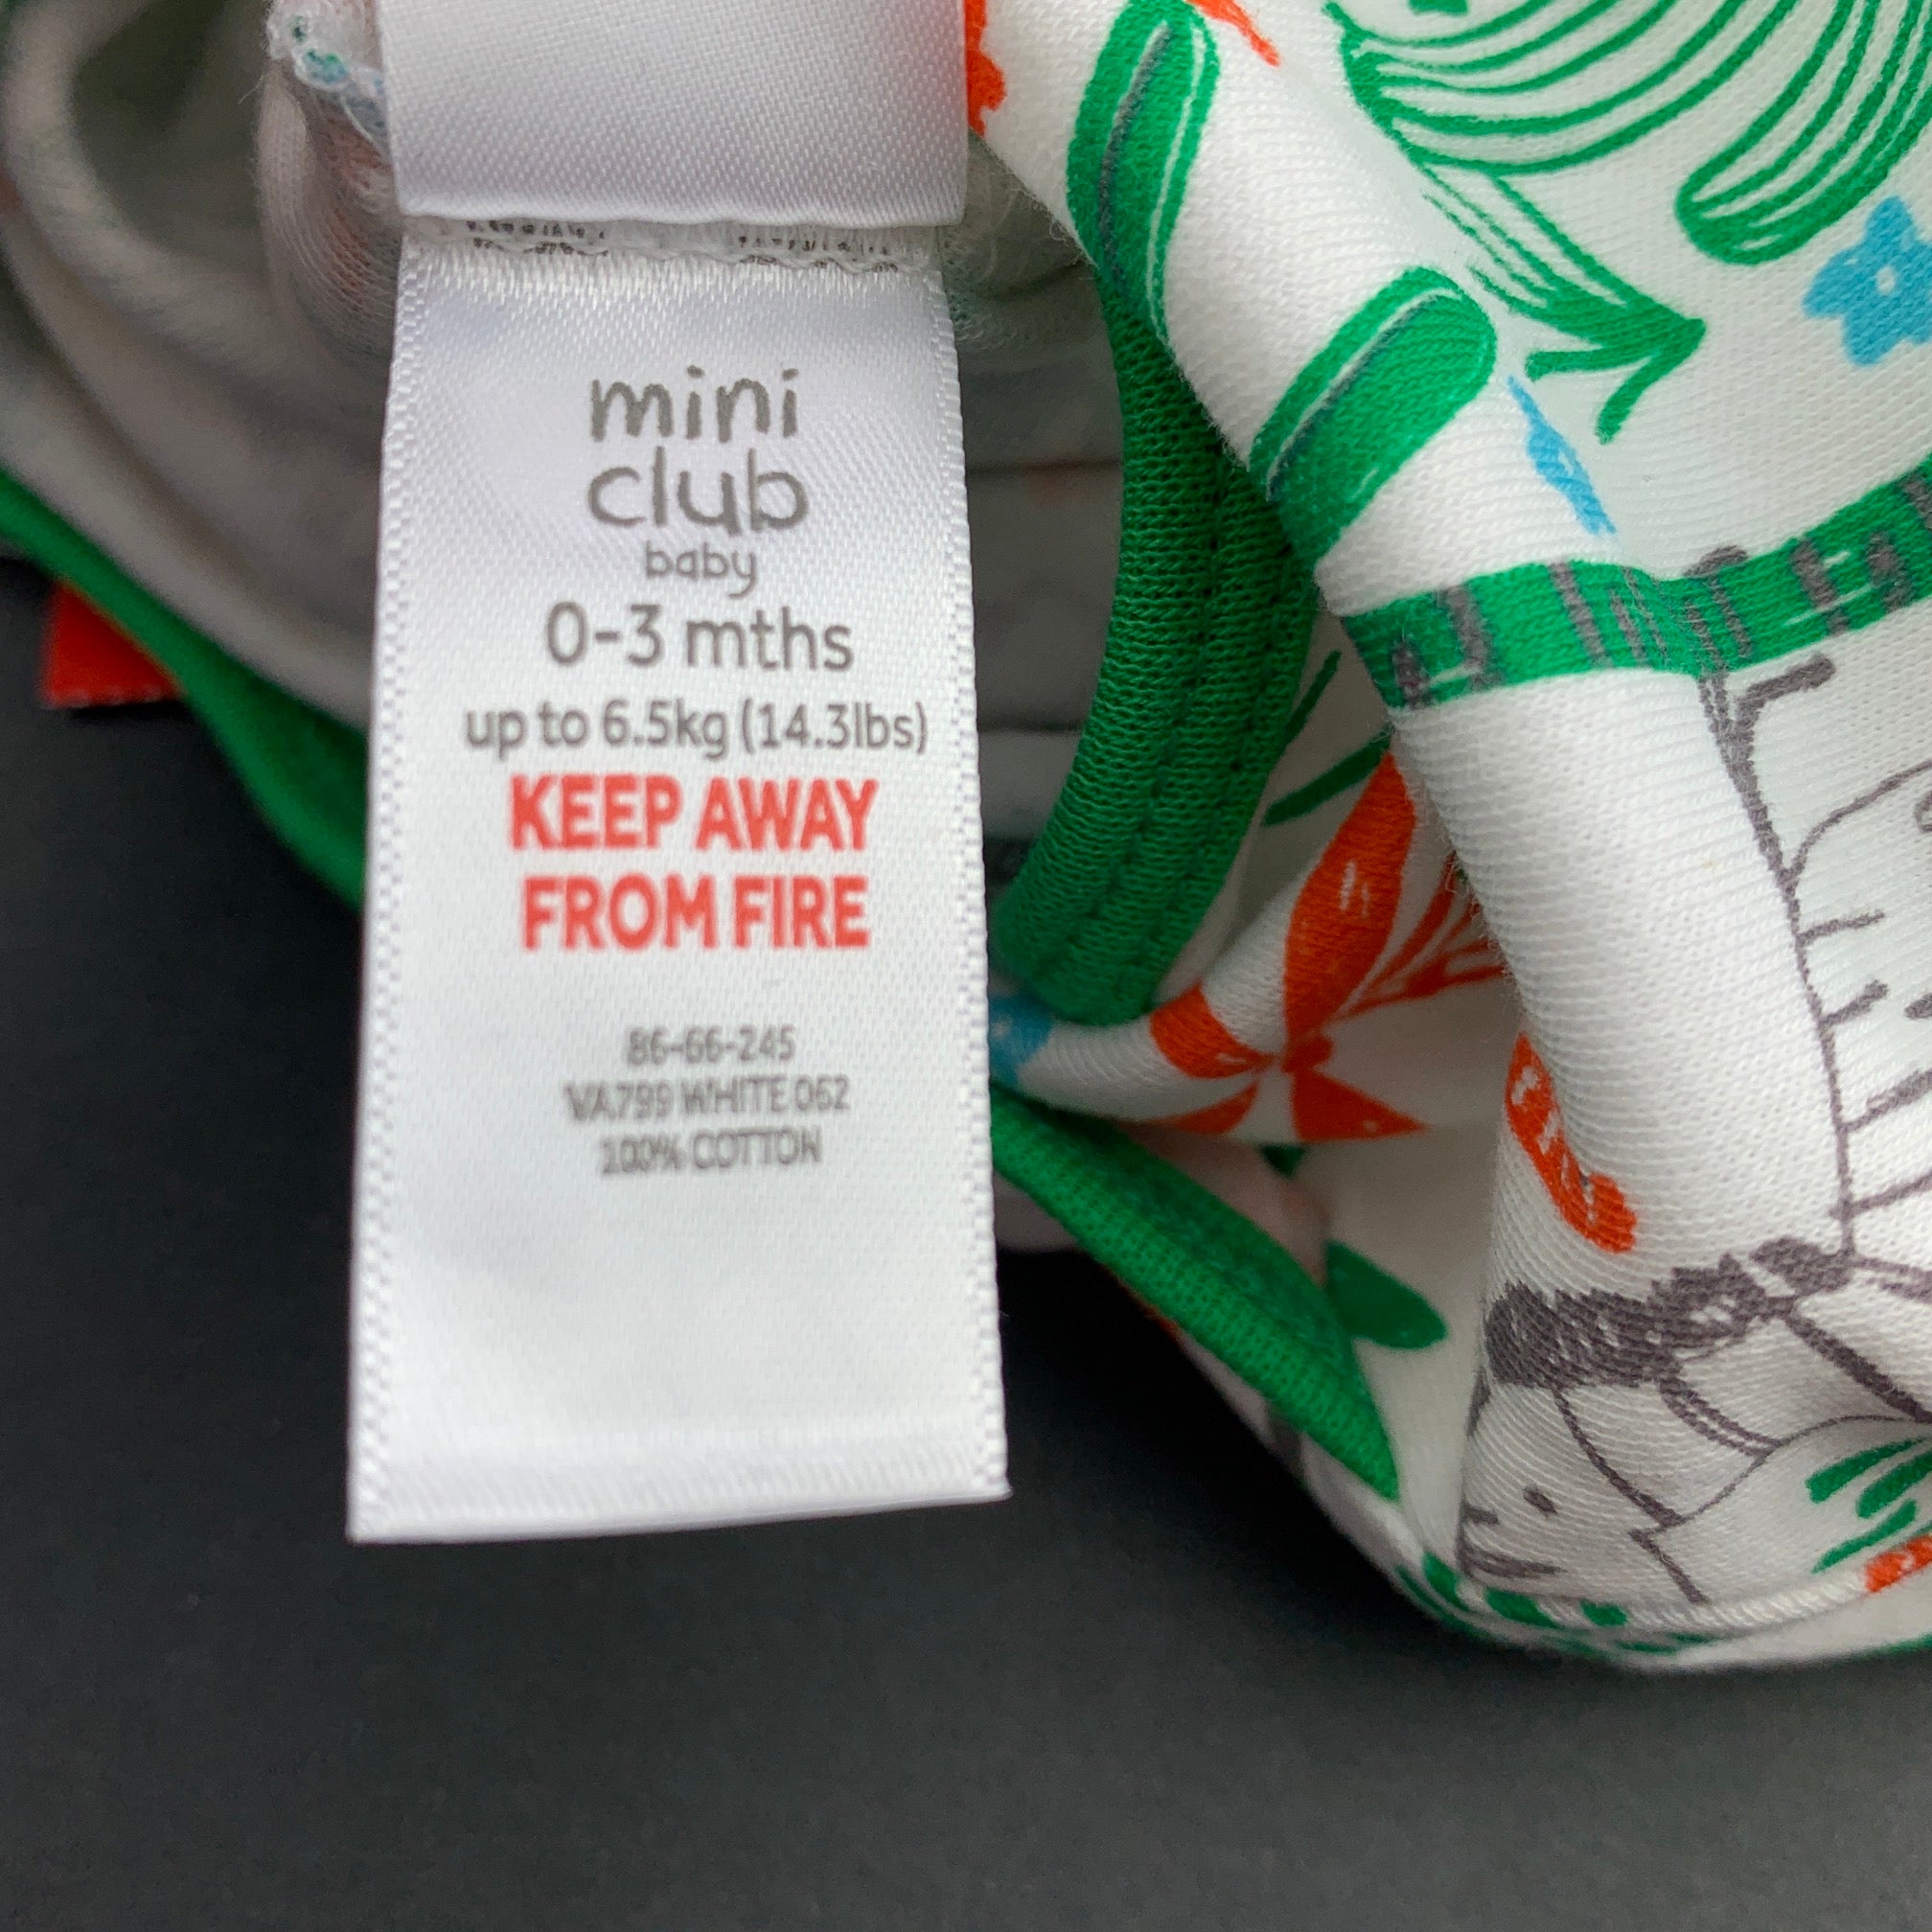 mini
club
baby
0-3 mths
up to 6.5kg (14.3lbs)
KEEP AWAY
FROM FIRE
86-66-245
VA799 WHITE 062
100% COTTON